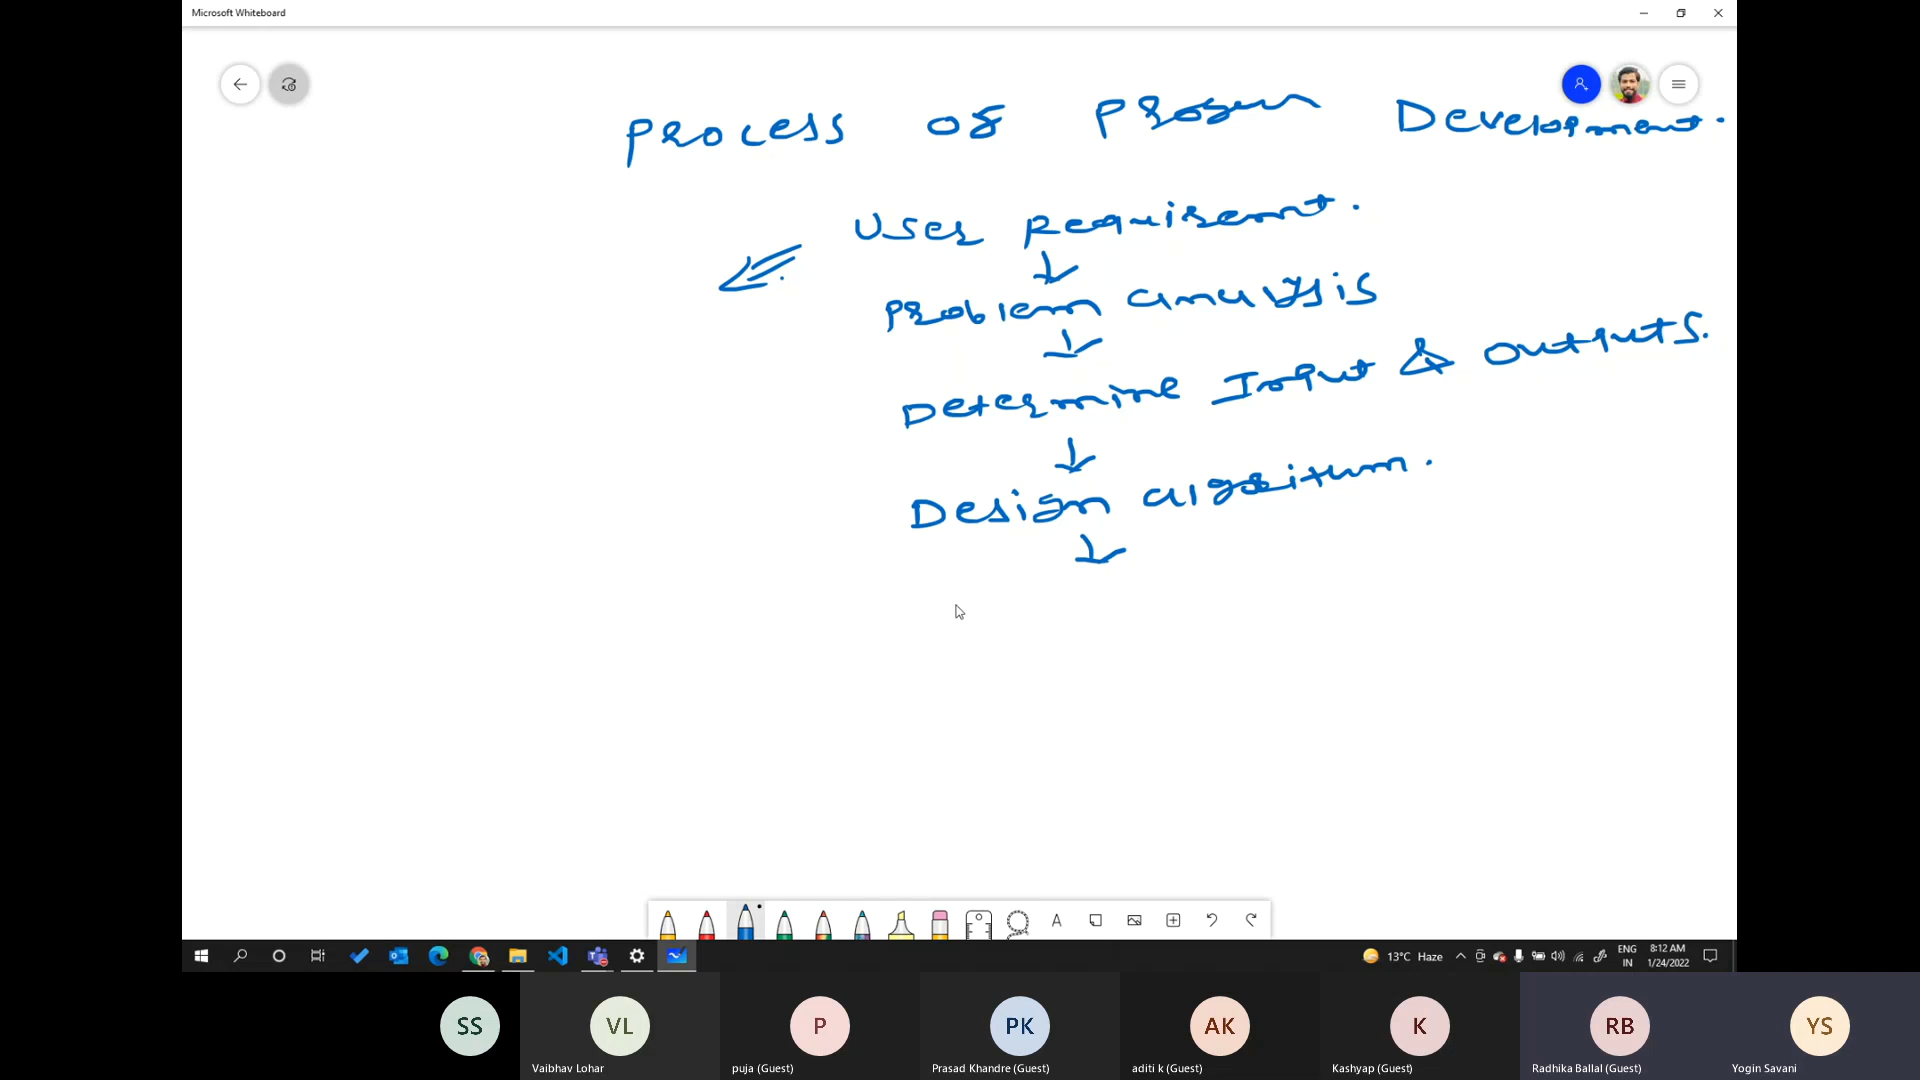 Microsoft Whiteboard
Process of Program Development.
User Requirement.
Problem analysis
Determine Input & Outputs.
Design algorithm.
A
13°C Haze
ENG
IN
8:12 AM
1/24/2022
SS
VL
P
PK
AK
K
RB
YS
Vaibhav Lohar
puja (Guest)
Prasad Khandre (Guest)
aditi k (Guest)
Kashyap (Guest)
Radhika Ballal (Guest)
Yogin Savani